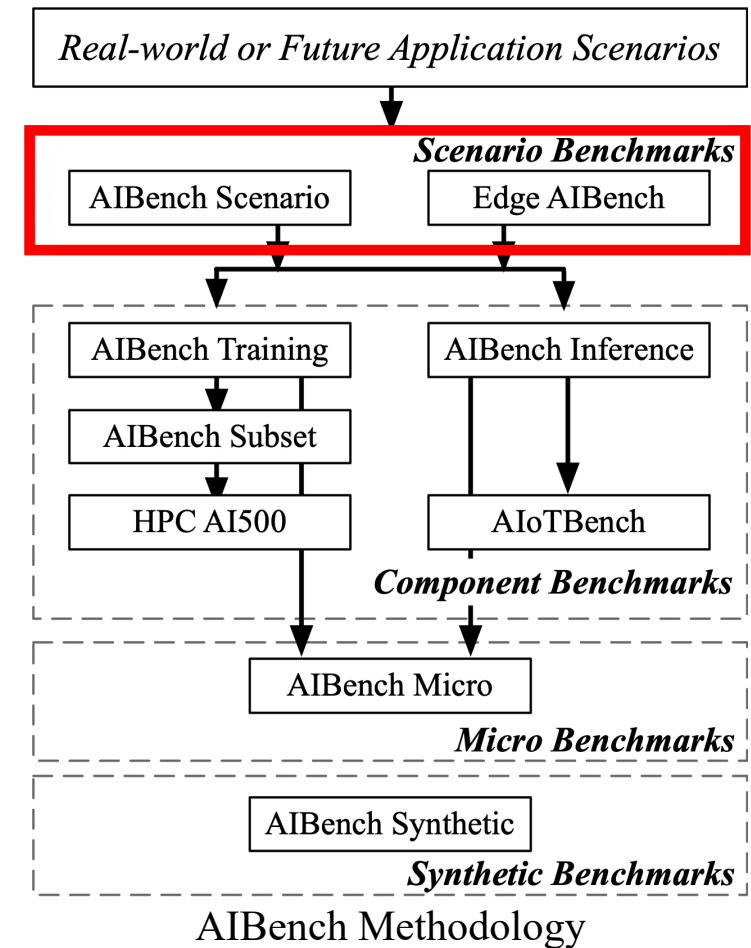 Real-world or Future Application Scenarios
Scenario Benchmarks
AIBench Scenario
Edge AIBench
AIBench Training
AIBench Inference
AIBench Subset
HPC AI500
AIoTBench
Component Benchmarks
AIBench Micro
Micro Benchmarks
AIBench Synthetic
Synthetic Benchmarks
AIBench Methodology